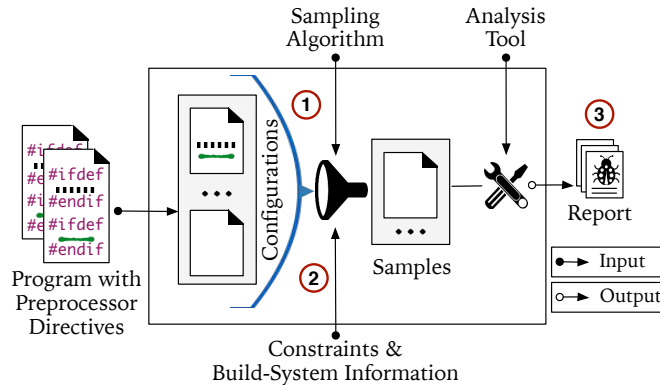 Sampling
Algorithm
Analysis
Tool
1
3
#ifdef
#ifdef
#endif
#ifdef
#endif
Configurations
Report
Samples
2
Program with
Preprocessor
Directives
Input
Output
Constraints &
Build-System Information